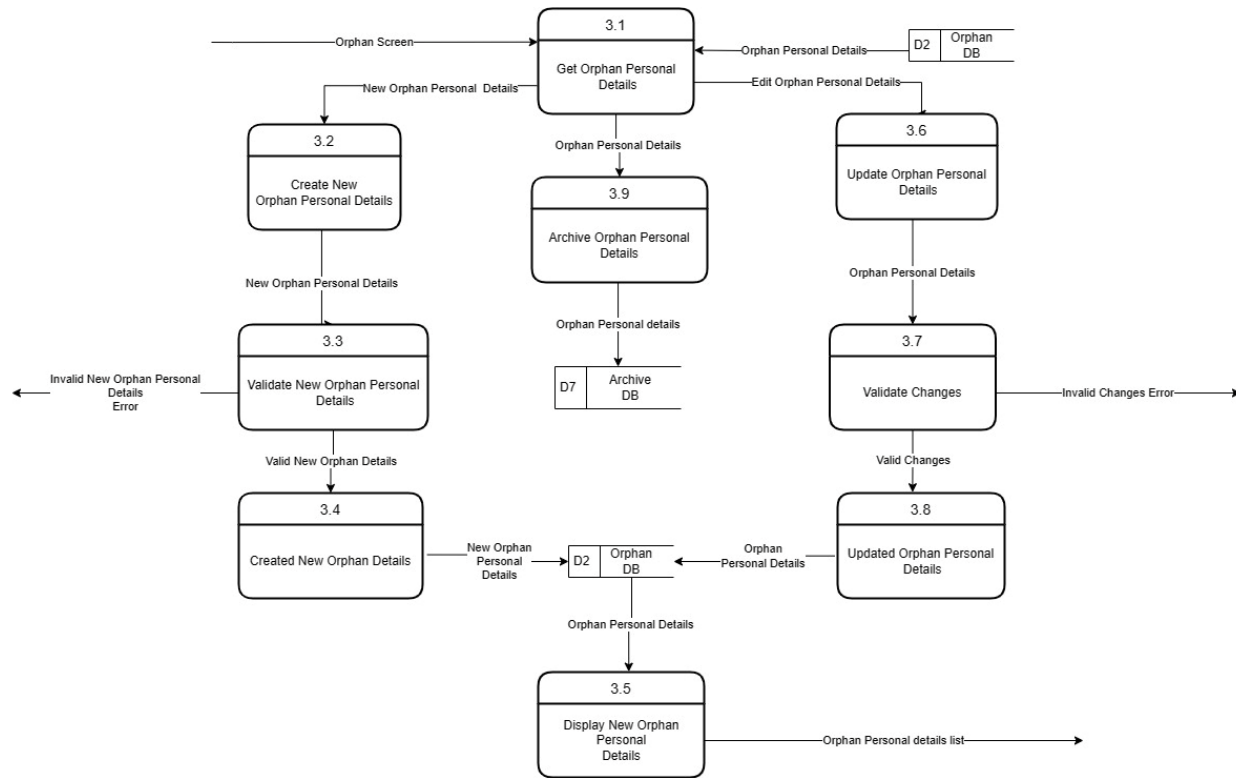 3.1
Orphan Screen
Orphan Personal Details
D2
Orphan
DB
Get Orphan Personal
Details
New Orphan Personal Details
Edit Orphan Personal Details
3.2
Create New
Orphan Personal Details
Orphan Personal Details
3.6
Update Orphan Personal
Details
3.9
Archive Orphan Personal
Details
New Orphan Personal Details
Orphan Personal Details
Orphan Personal details
3.3
Validate New Orphan Personal
Details
Invalid New Orphan Personal
Details
Error
D7
Archive
DB
3.7
Validate Changes
Invalid Changes Error
Valid New Orphan Details
Valid Changes
3.4
Created New Orphan Details
New Orphan
Personal
Details
D2
Orphan
DB
Orphan
Personal Details
3.8
Updated Orphan Personal
Details
Orphan Personal Details
3.5
Display New Orphan
Personal
Details
Orphan Personal details list